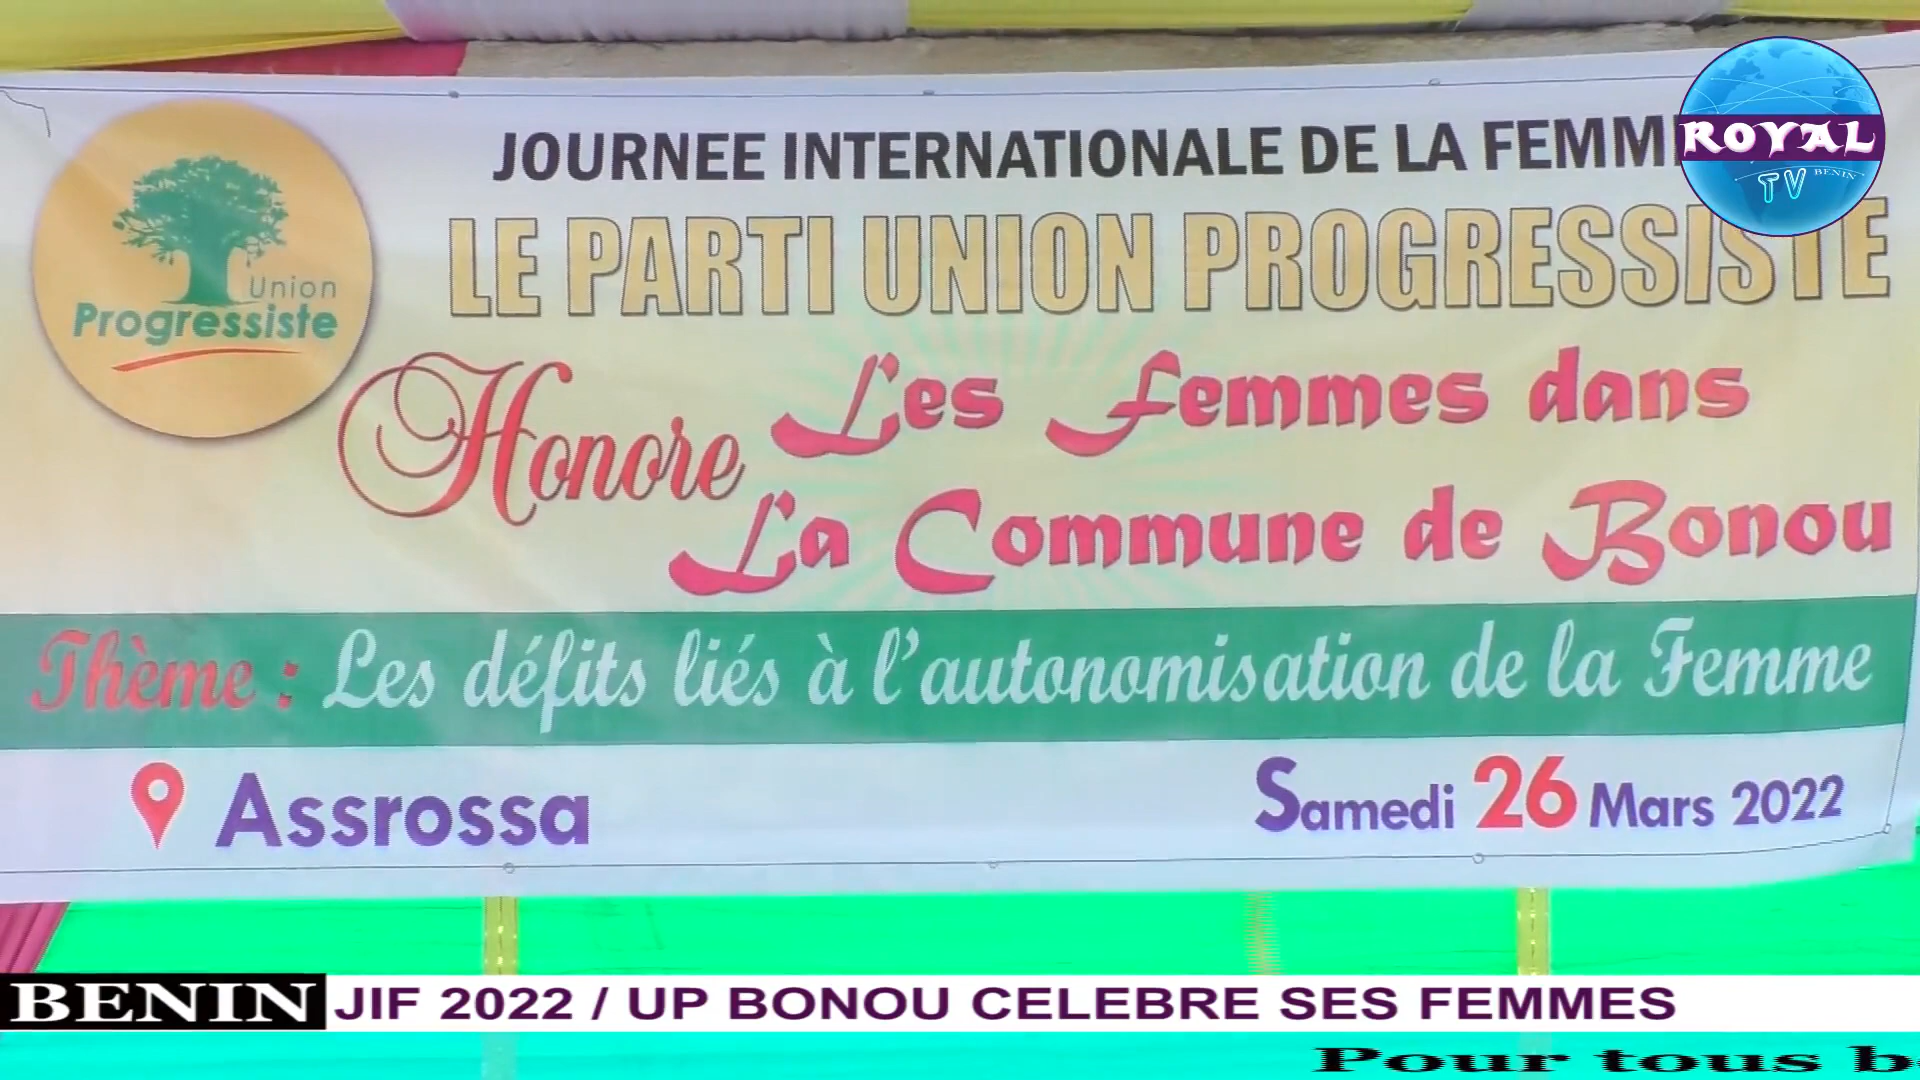 JOURNEE INTERNATIONALE DE LA FEMM
ROYAL
TV BENIN
LE PARTI UNION PROGRESSISTE
Union
Progressiste
Honore Les Femmes dans
La Commune de Bonou
Thème : Les défits liés à l'autonomisation de la Femme
Assrossa
Samedi 26 Mars 2022
BENIN JIF 2022 / UP BONOU CELEBRE SES FEMMES
Pour tous b